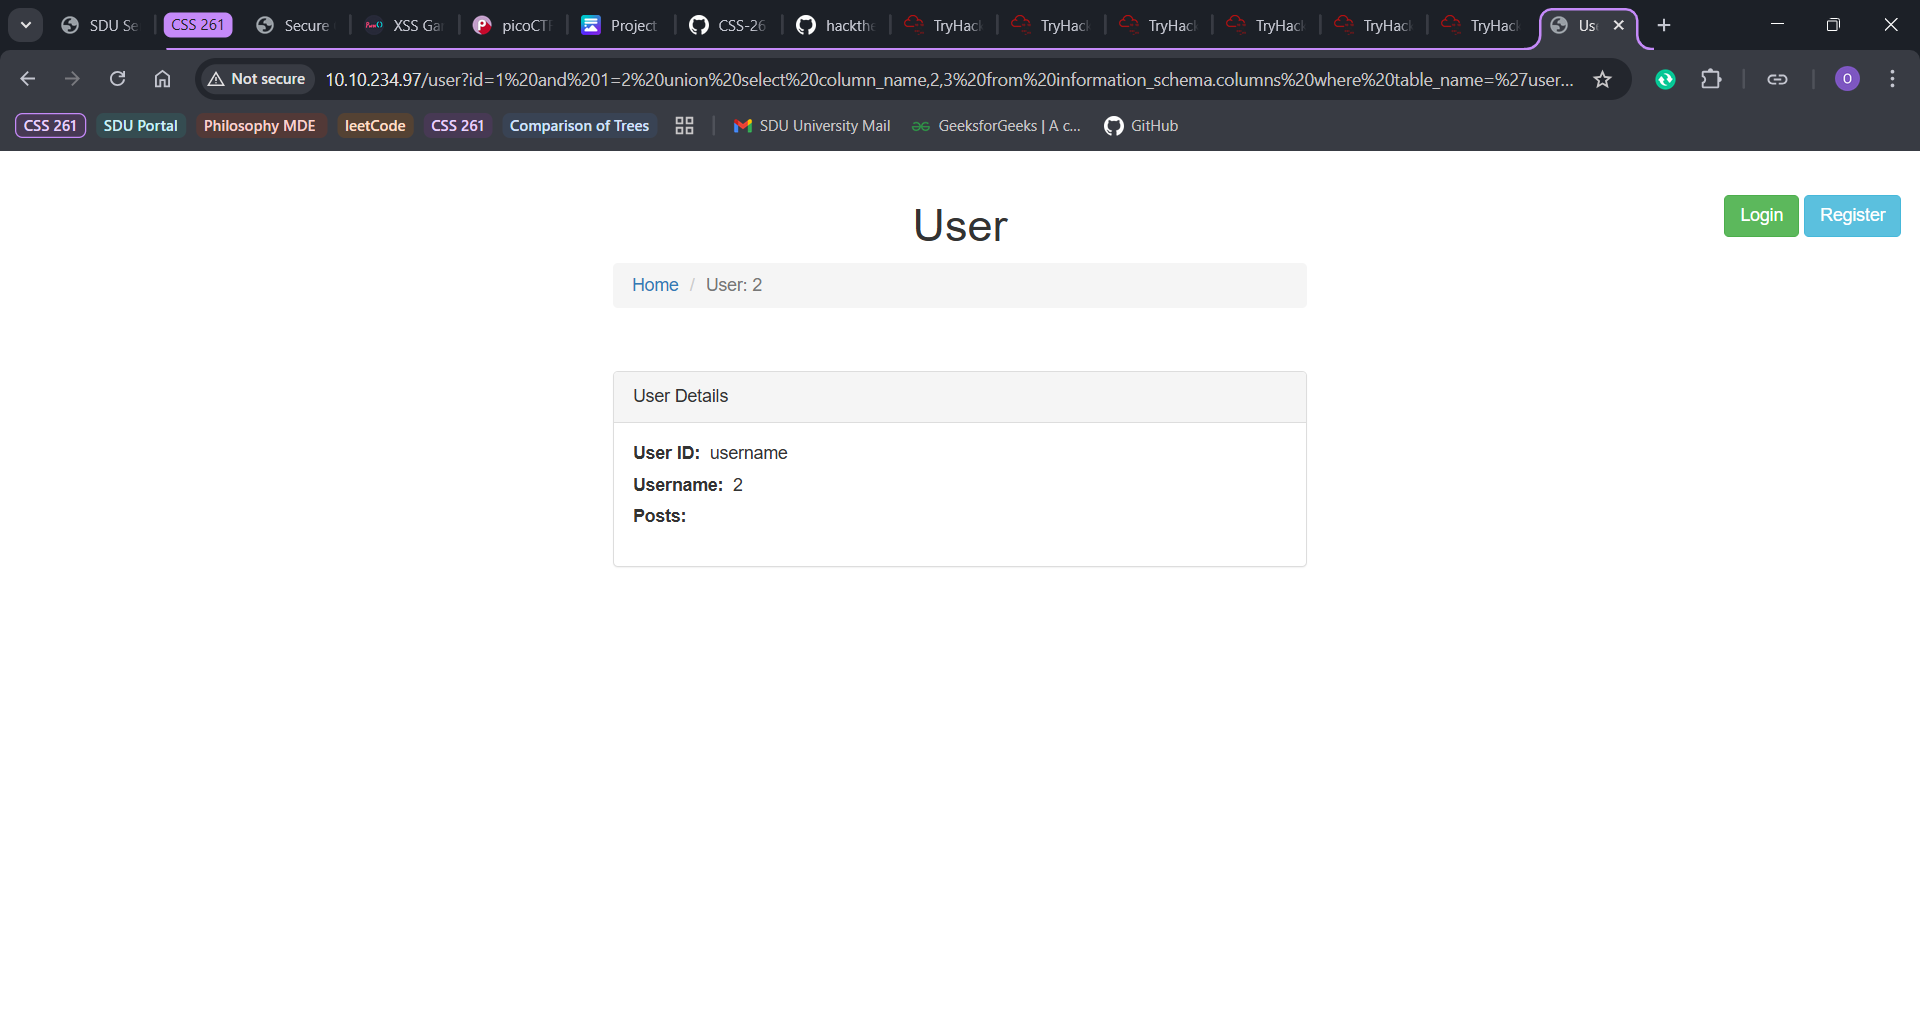 SDU Se
CSS 261
Secure
XSS Ga
picoCT
Project
CSS-26
hackthe
TryHack
TryHack
TryHack
TryHack
TryHack
TryHack
Us
Not secure
10.10.234.97/user?id=1%20and%201=2%20union%20select%20column_name,2,3%20from%20information_schema.columns%20where%20table_name=%27user...
O
CSS 261
SDU Portal
Philosophy MDE
leetCode
CSS 261
Comparison of Trees
SDU University Mail
GeeksforGeeks | A c...
GitHub
User
Login
Register
Home / User: 2
User Details
User ID: username
Username: 2
Posts: